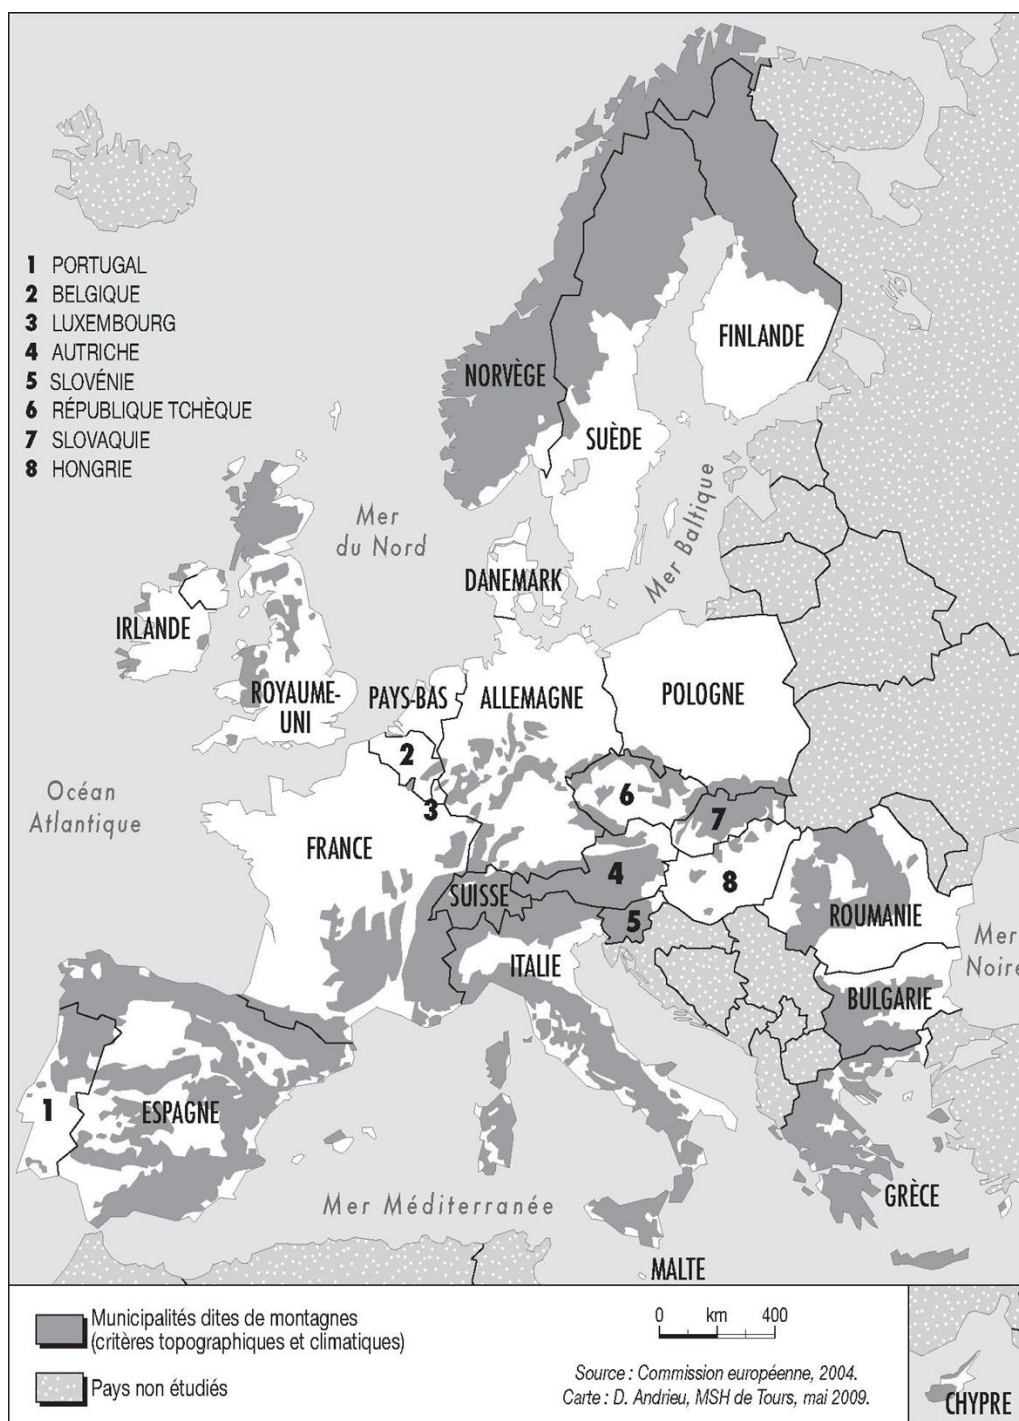 1 PORTUGAL
2 BELGIQUE
3 LUXEMBOURG
4 AUTRICHE
5 SLOVÉNIE
6 RÉPUBLIQUE TCHÈQUE
7 SLOVAQUIE
8 HONGRIE
FINLANDE
NORVÈGE
SUÈDE
Mer
du Nord
Mer Baltique
DANEMARK
IRLANDE
ROYAUME-
UNI
PAYS-BAS
ALLEMAGNE
POLOGNE
2
6
3
7
Océan
Atlantique
FRANCE
SUISSE
4
8
5
ROUMANIE
ITALIE
Mer
Noire
BULGARIE
1
ESPAGNE
GRÈCE
Mer Méditerranée
MALTE
Municipalités dites de montagnes
(critères topographiques et climatiques)
Pays non étudiés
0 km 400
Source : Commission européenne, 2004.
Carte : D. Andrieu, MSH de Tours, mai 2009.
CHYPRE